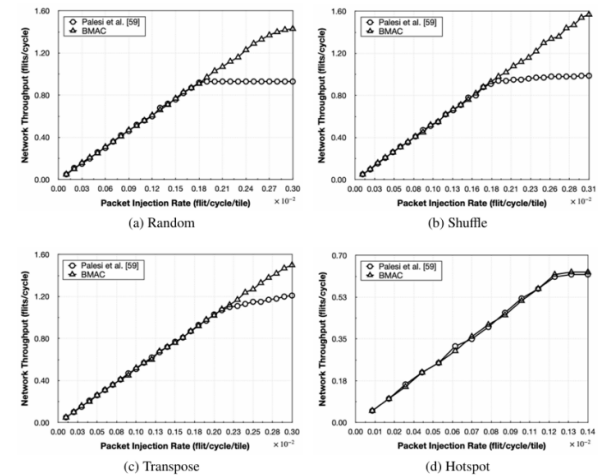 Palesi et al. [59]
BMAC
Network Throughput (flits/cycle)
1.60
1.20
0.80
0.40
0.00
0.00 0.03 0.06 0.09 0.12 0.15 0.18 0.21 0.24 0.27 0.30
Packet Injection Rate (flit/cycle/tile) × 10⁻²
(a) Random
Palesi et al. [59]
BMAC
Network Throughput (flits/cycle)
1.60
1.20
0.80
0.40
0.00
0.00 0.03 0.05 0.08 0.10 0.13 0.16 0.18 0.21 0.23 0.26 0.28 0.31
Packet Injection Rate (flit/cycle/tile) × 10⁻²
(b) Shuffle
Palesi et al. [59]
BMAC
Network Throughput (flits/cycle)
1.60
1.20
0.80
0.40
0.00
0.00 0.03 0.06 0.09 0.12 0.15 0.18 0.21 0.24 0.27 0.30
Packet Injection Rate (flit/cycle/tile) × 10⁻²
(c) Transpose
Palesi et al. [59]
BMAC
Network Throughput (flits/cycle)
0.70
0.53
0.35
0.18
0.00
0.00 0.01 0.02 0.04 0.05 0.06 0.07 0.08 0.09 0.11 0.12 0.13 0.14
Packet Injection Rate (flit/cycle/tile) × 10⁻²
(d) Hotspot